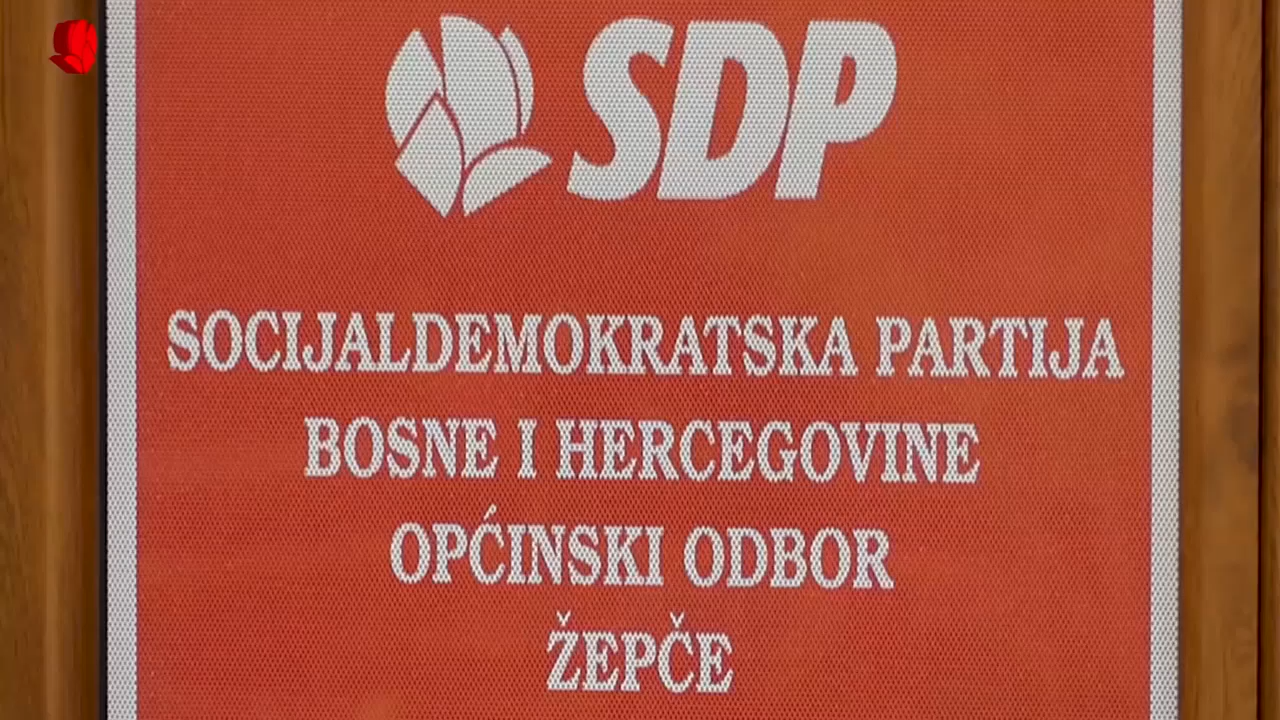 SDP
SOCIJALDEMOKRATSKA PARTIJA
BOSNE I HERCEGOVINE
OPĆINSKI ODBOR
ŽEPČE